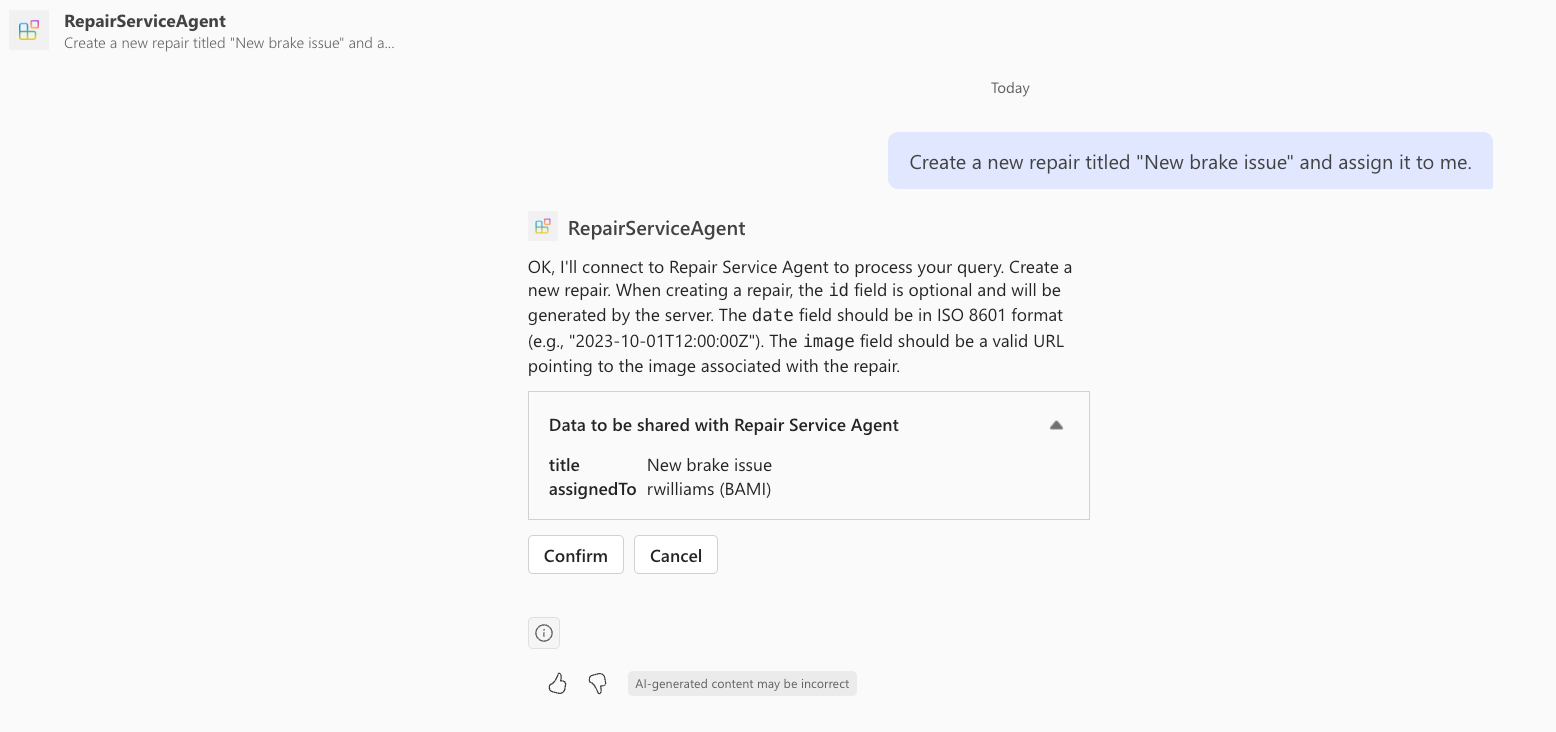 RepairServiceAgent
Create a new repair titled "New brake issue" and a...
Today
Create a new repair titled "New brake issue" and assign it to me.
RepairServiceAgent
OK, I'll connect to Repair Service Agent to process your query. Create a
new repair. When creating a repair, the id field is optional and will be
generated by the server. The date field should be in ISO 8601 format
(e.g., "2023-10-01T12:00:00Z"). The image field should be a valid URL
pointing to the image associated with the repair.
Data to be shared with Repair Service Agent
title New brake issue
assignedTo rwilliams (BAMI)
Confirm Cancel
AI-generated content may be incorrect